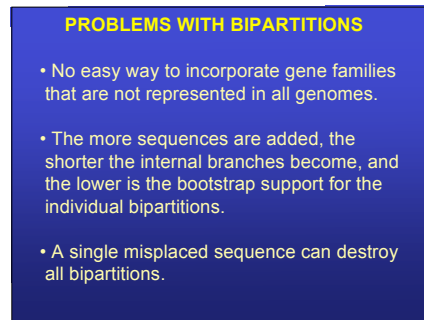 PROBLEMS WITH BIPARTITIONS
• No easy way to incorporate gene families
that are not represented in all genomes.
• The more sequences are added, the
shorter the internal branches become, and
the lower is the bootstrap support for the
individual bipartitions.
• A single misplaced sequence can destroy
all bipartitions.